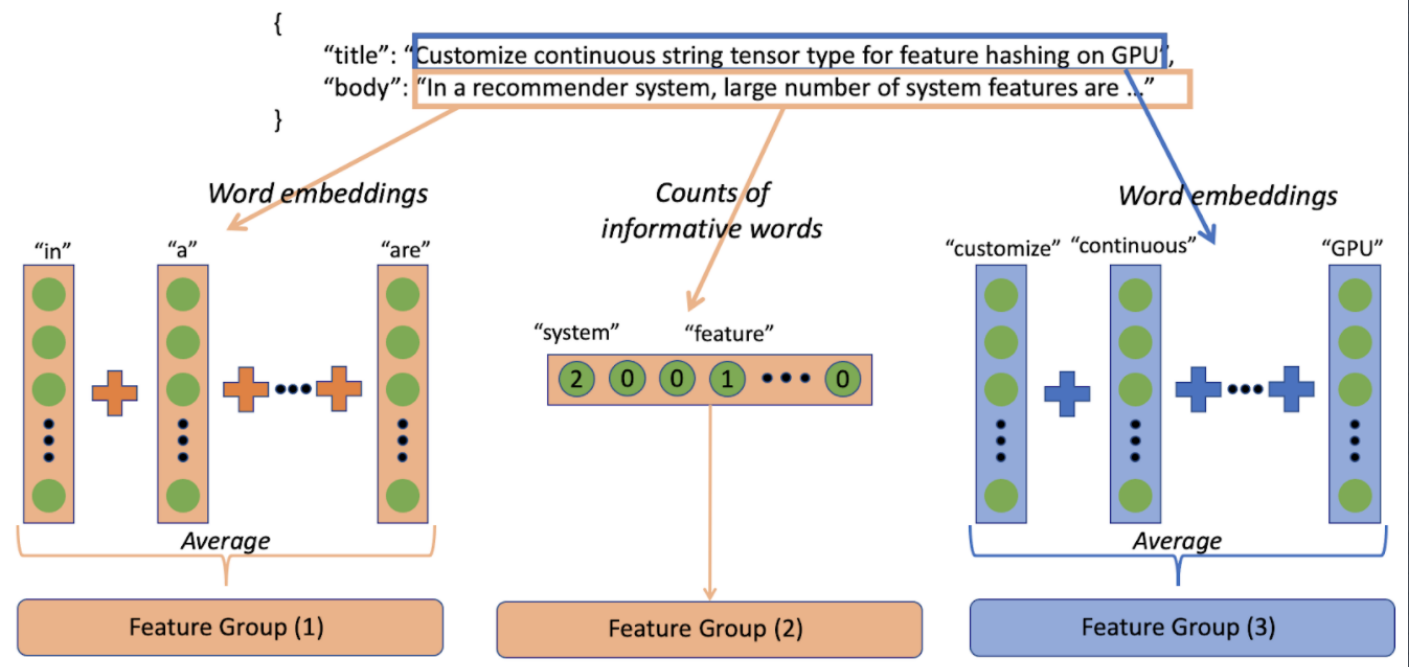 {
“title”: “Customize continuous string tensor type for feature hashing on GPU”,
“body”: “In a recommender system, large number of system features are ...”
}
Word embeddings
Counts of
informative words
Word embeddings
“in”
“a”
“are”
“system”
“feature”
2 0 0 1 ••• 0
“customize”
“continuous”
“GPU”
Average
Average
Feature Group (1)
Feature Group (2)
Feature Group (3)